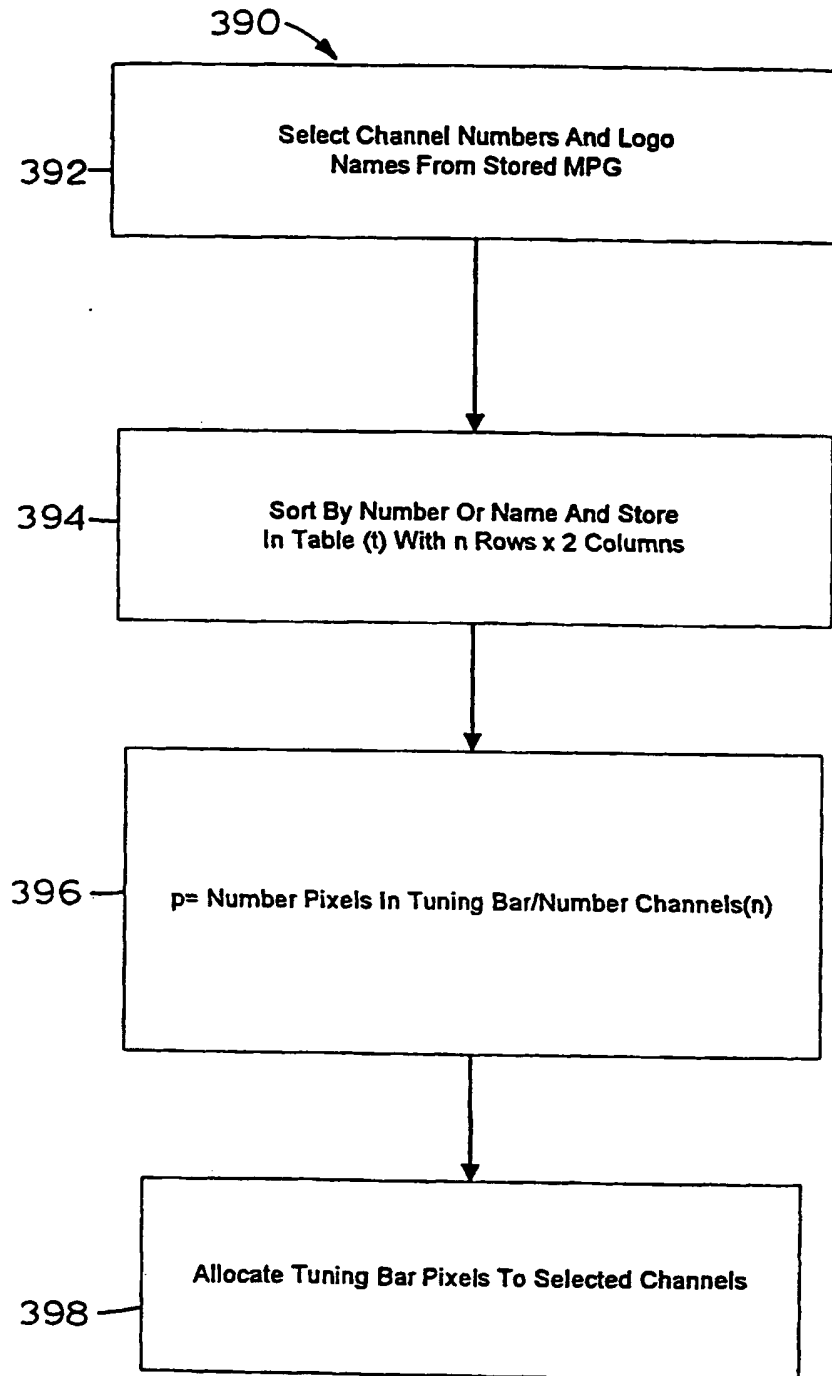 390
Select Channel Numbers And Logo
Names From Stored MPG
392
Sort By Number Or Name And Store
In Table (t) With n Rows x 2 Columns
394
p= Number Pixels In Tuning Bar/Number Channels(n)
396
Allocate Tuning Bar Pixels To Selected Channels
398